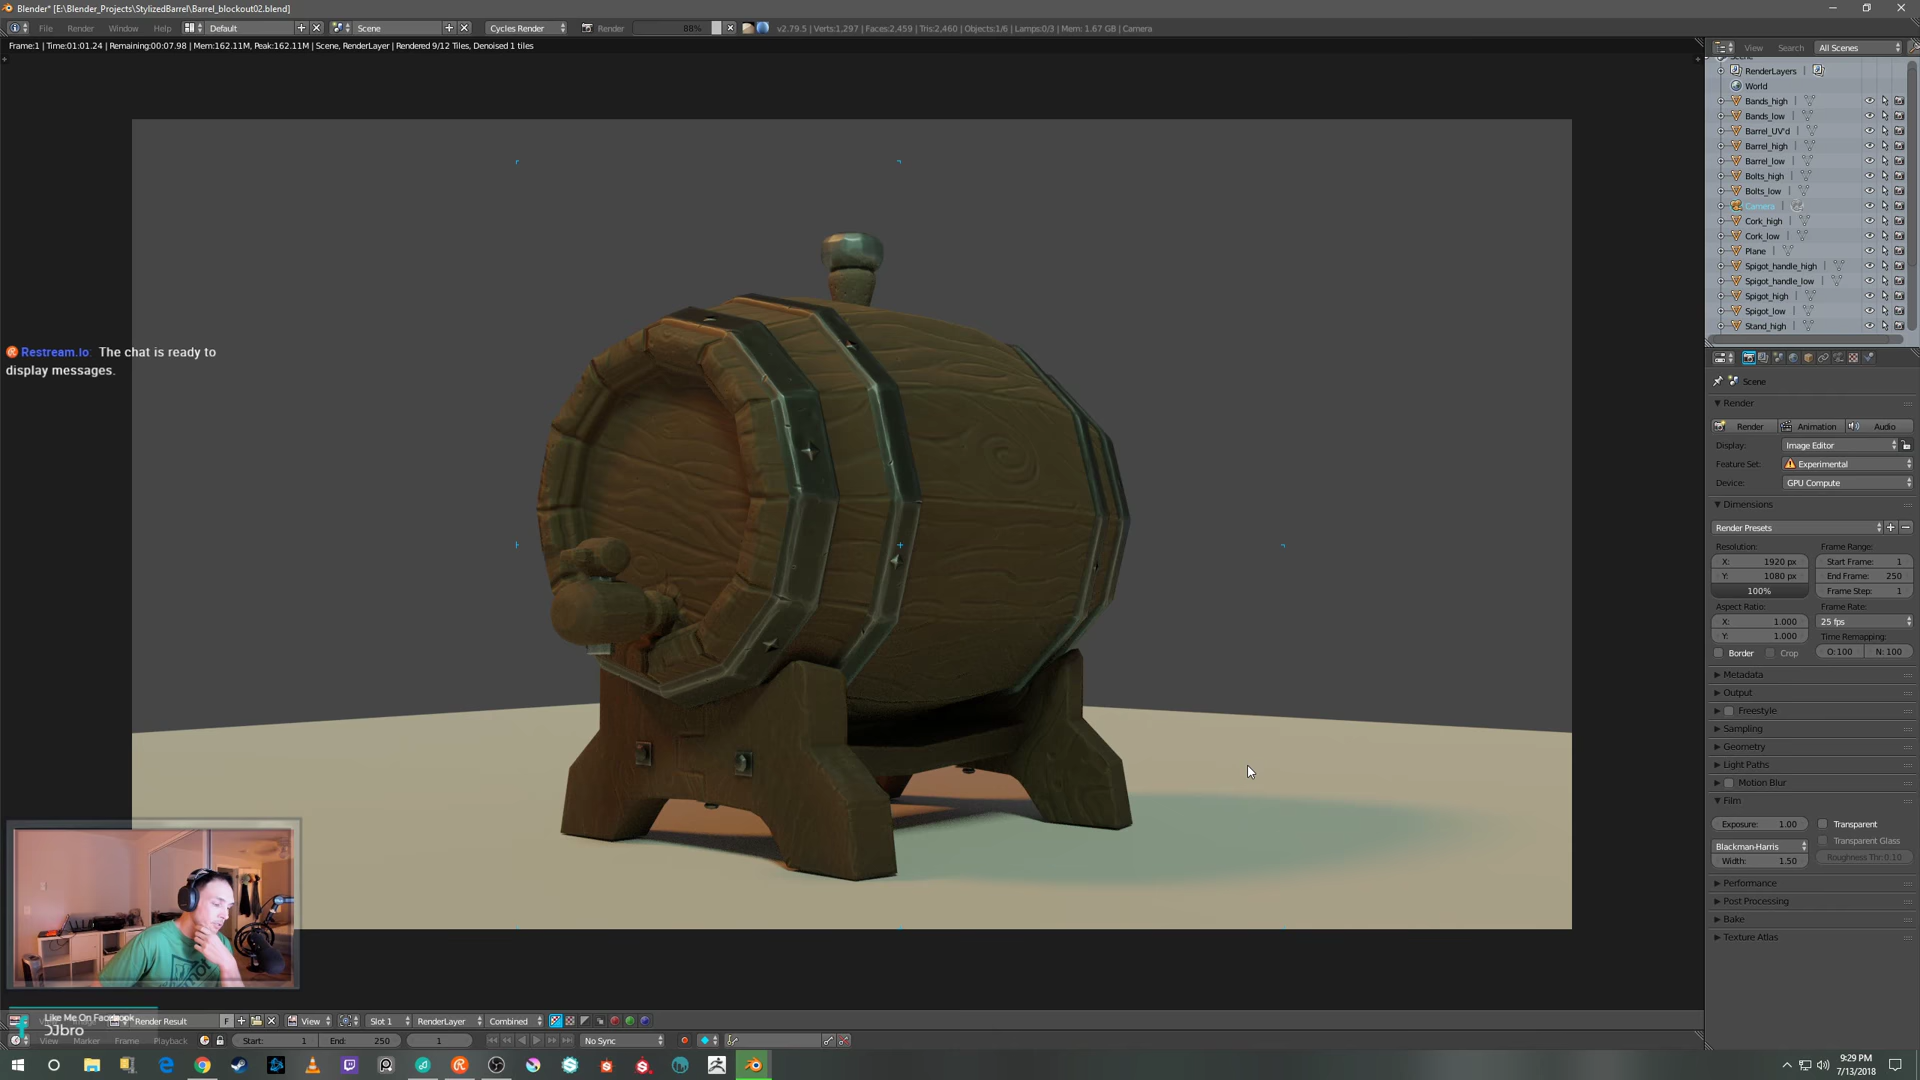 Blender* [E:\Blender_Projects\StylizedBarrel\Barrel_blockout02.blend]
File Render Window Help Default Scene Cycles Render Render 88% v2.79.5 | Verts:1,297 | Faces:2,459 | Tris:2,460 | Objects:1/6 | Lamps:0/3 | Mem: 1.67 GB | Camera
Frame:1 | Time:01:01.24 | Remaining:00:07.98 | Mem:162.11M, Peak:162.11M | Scene, RenderLayer | Rendered 9/12 Tiles, Denoised 1 tiles
View Search All Scenes
Scene
RenderLayers
World
Bands_high
Bands_low
Barrel_UV'd
Barrel_high
Barrel_low
Bolts_high
Bolts_low
Camera
Cork_high
Cork_low
Plane
Spigot_handle_high
Spigot_handle_low
Spigot_high
Spigot_low
Stand_high
Restream.io: The chat is ready to
display messages.
Scene
Render
Render Animation Audio
Display: Image Editor
Feature Set: Experimental
Device: GPU Compute
Dimensions
Render Presets
Resolution: Frame Range:
X: 1920 px Start Frame: 1
Y: 1080 px End Frame: 250
100% Frame Step: 1
Aspect Ratio: Frame Rate:
X: 1.000 25 fps
Y: 1.000 Time Remapping:
Border Crop O:100 N: 100
Metadata
Output
Freestyle
Sampling
Geometry
Light Paths
Motion Blur
Film
Exposure: 1.00 Transparent
Blackman-Harris Transparent Glass
Width: 1.50 Roughness Thr:0.10
Performance
Post Processing
Bake
Texture Atlas
Like Me On Facebook
DJbro
Render Result F View Slot 1 RenderLayer Combined
View Marker Frame Playback Start: 1 End: 250 1 No Sync
9:29 PM
7/13/2018